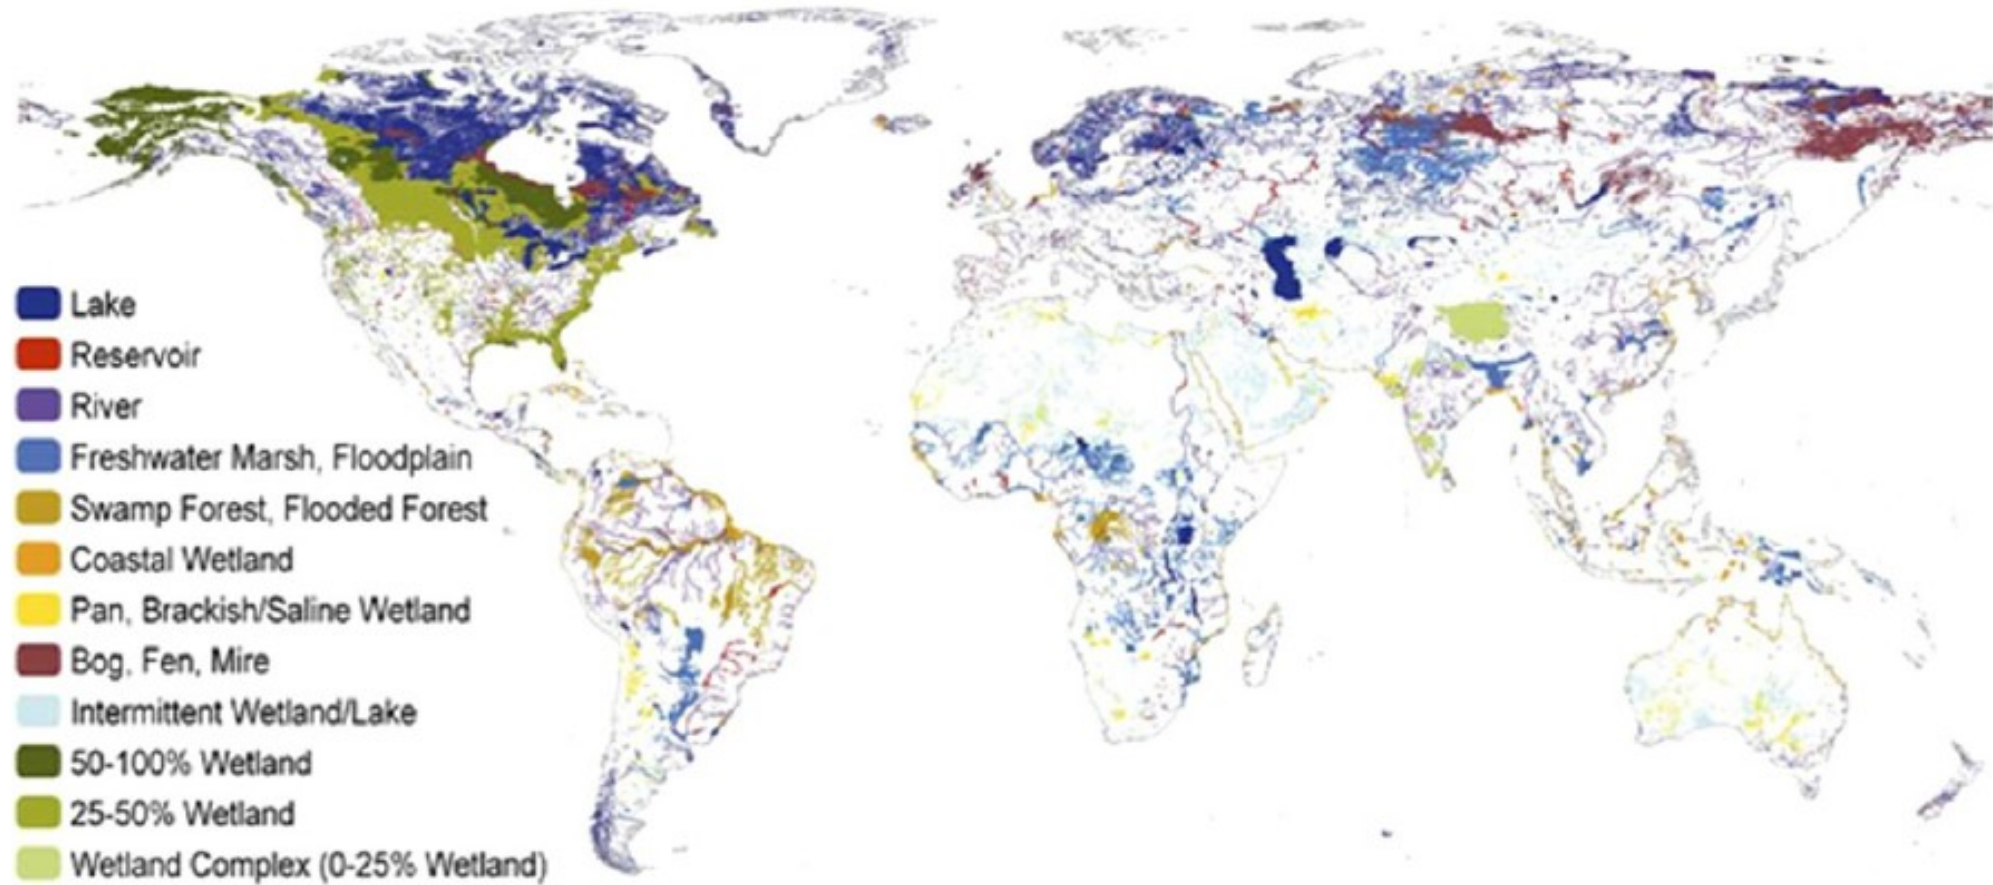 Lake
Reservoir
River
Freshwater Marsh, Floodplain
Swamp Forest, Flooded Forest
Coastal Wetland
Pan, Brackish/Saline Wetland
Bog, Fen, Mire
Intermittent Wetland/Lake
50-100% Wetland
25-50% Wetland
Wetland Complex (0-25% Wetland)